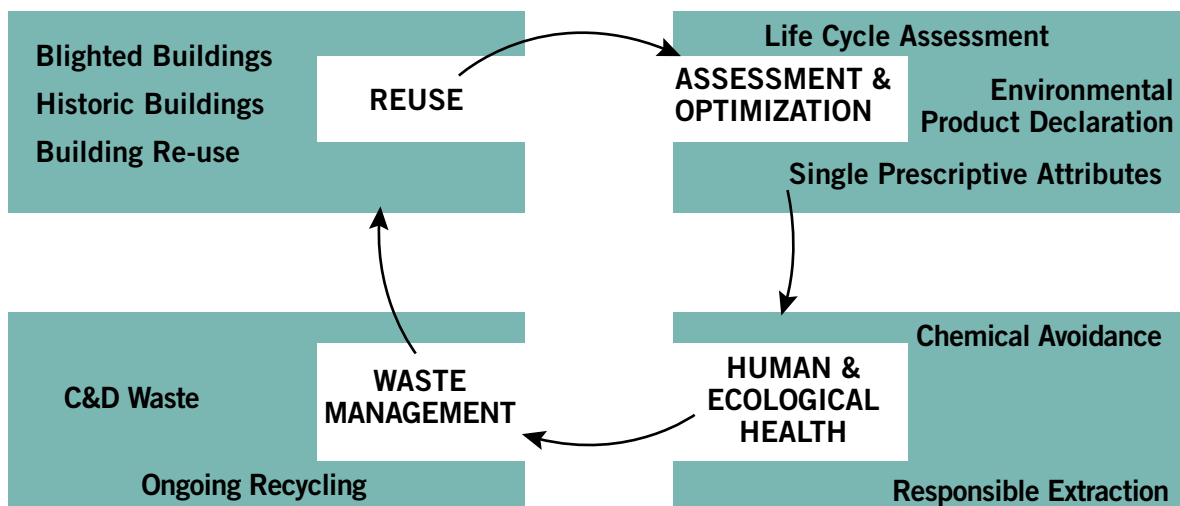 Blighted Buildings
Historic Buildings
Building Re-use
REUSE
Life Cycle Assessment
ASSESSMENT &
OPTIMIZATION
Environmental
Product Declaration
Single Prescriptive Attributes
C&D Waste
WASTE
MANAGEMENT
Ongoing Recycling
Chemical Avoidance
HUMAN &
ECOLOGICAL
HEALTH
Responsible Extraction